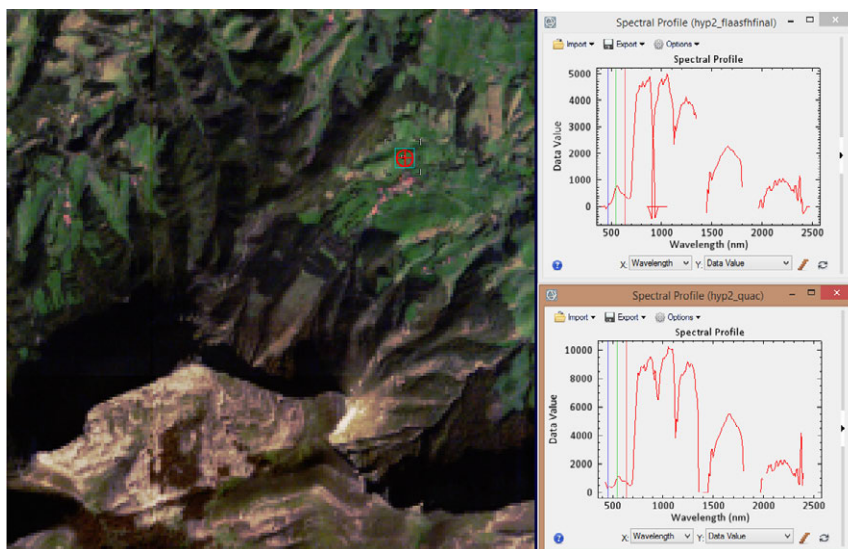 Spectral Profile (hyp2_flaasfhfinal)
Import Export Options
Spectral Profile
Data Value
5000
4000
3000
2000
1000
0
500 1000 1500 2000 2500
Wavelength (nm)
X: Wavelength Y: Data Value
Spectral Profile (hyp2_quac)
Import Export Options
Spectral Profile
Data Value
10000
8000
6000
4000
2000
0
500 1000 1500 2000 2500
Wavelength (nm)
X: Wavelength Y: Data Value